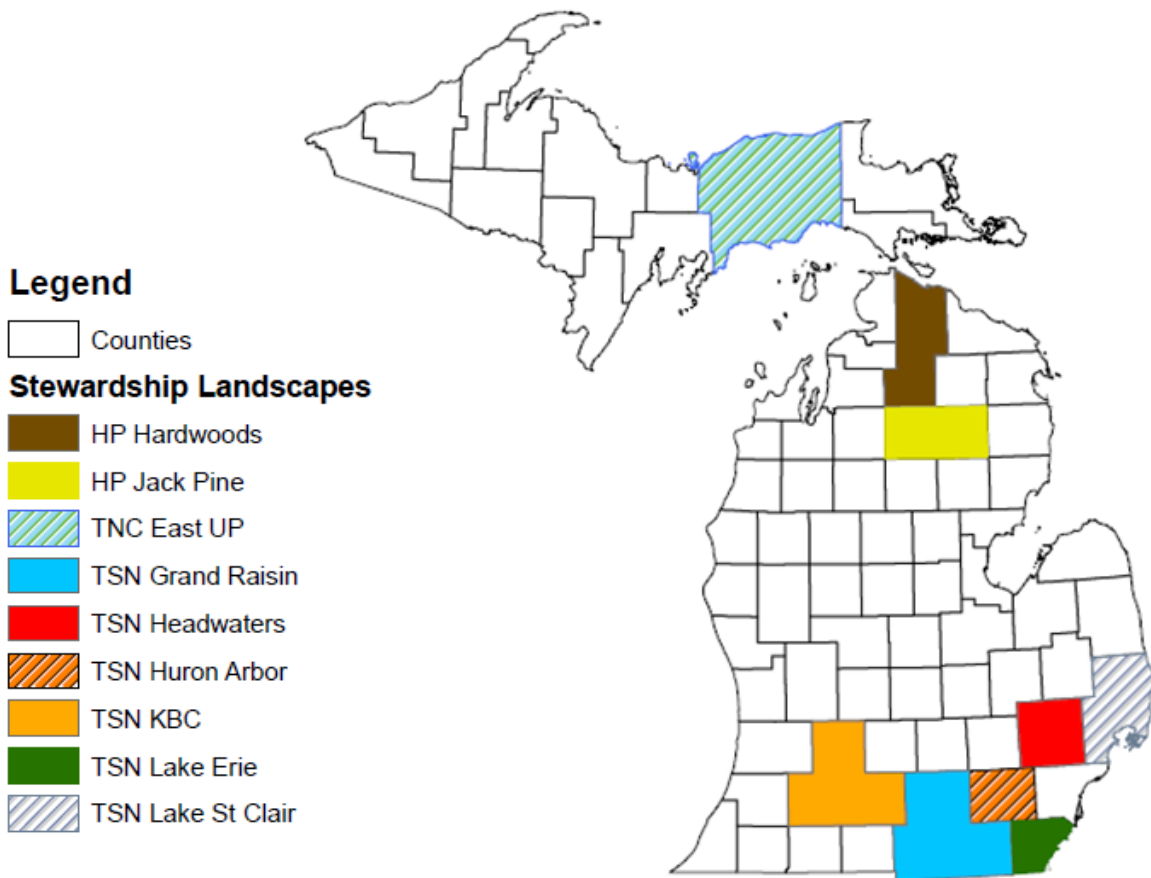 Legend
Counties
Stewardship Landscapes
HP Hardwoods
HP Jack Pine
TNC East UP
TSN Grand Raisin
TSN Headwaters
TSN Huron Arbor
TSN KBC
TSN Lake Erie
TSN Lake St Clair